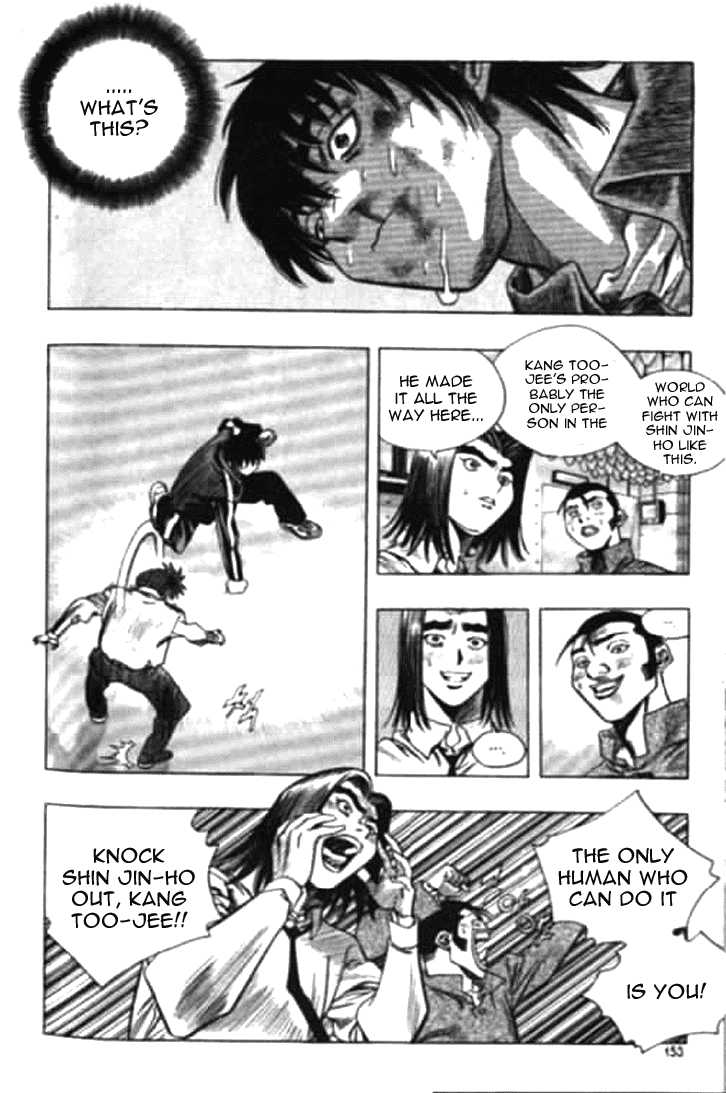 .....
WHAT'S
THIS?
HE MADE
IT ALL THE
WAY HERE...
KANG TOO-
JEE'S PRO-
BABLY THE
ONLY PER-
SON IN THE
WORLD
WHO CAN
FIGHT WITH
SHIN JIN-
HO LIKE
THIS.
...
KNOCK
SHIN JIN-HO
OUT, KANG
TOO-JEE!!
THE ONLY
HUMAN WHO
CAN DO IT
IS YOU!
153